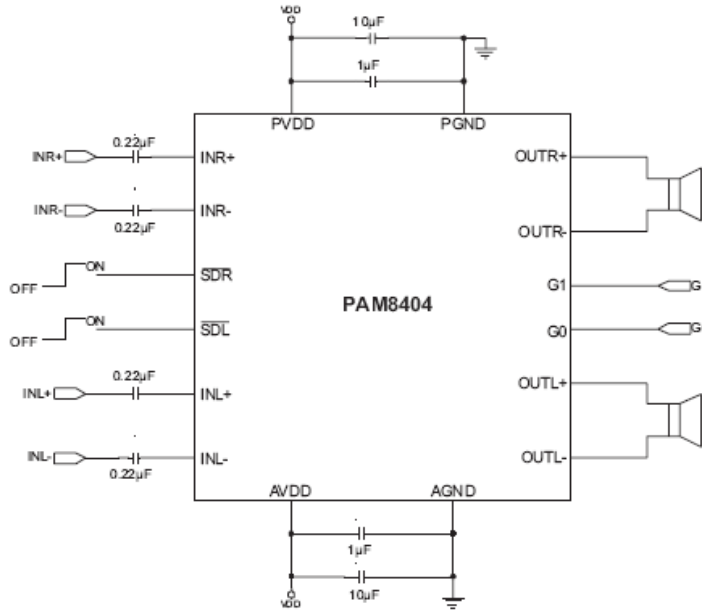 VDD
10µF
1µF
PVDD
PGND
INR+
0.22µF
INR+
OUTR+
INR-
0.22µF
INR-
OUTR-
OFF
ON
SDR
G1
G
PAM8404
OFF
ON
SDL
G0
G
INL+
0.22µF
INL+
OUTL+
INL-
0.22µF
INL-
OUTL-
AVDD
AGND
1µF
10µF
VDD